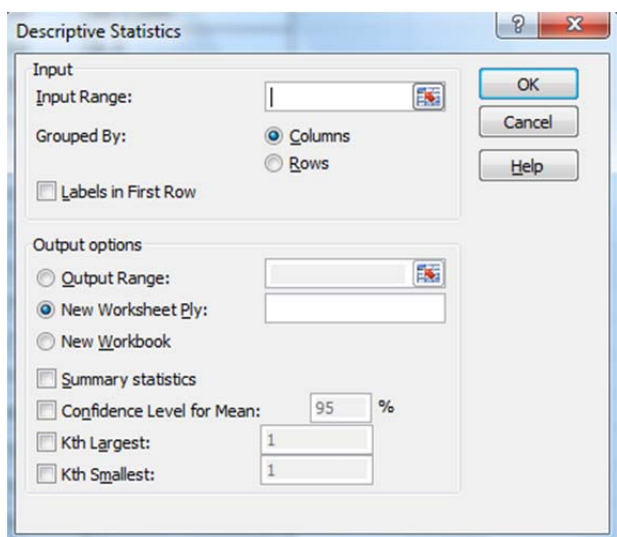 Descriptive Statistics
Input
Input Range:
Grouped By:
Columns
Rows
Labels in First Row
OK
Cancel
Help
Output options
Output Range:
New Worksheet Ply:
New Workbook
Summary statistics
Confidence Level for Mean: 95 %
Kth Largest: 1
Kth Smallest: 1